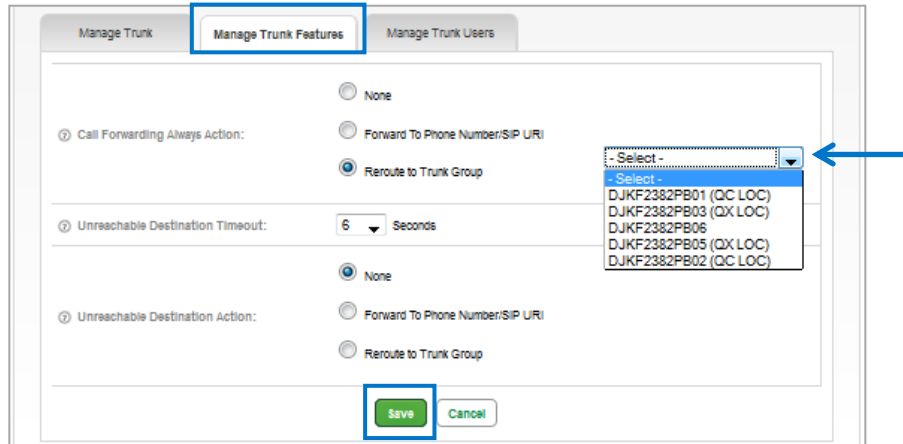 Manage Trunk
Manage Trunk Features
Manage Trunk Users
None
Call Forwarding Always Action:
Forward To Phone Number/SIP URI
Reroute to Trunk Group
- Select -
- Select -
DJKF2382PB01 (QC LOC)
DJKF2382PB03 (QX LOC)
DJKF2382PB06
DJKF2382PB05 (QX LOC)
DJKF2382PB02 (QC LOC)
Unreachable Destination Timeout:
6 Seconds
None
Unreachable Destination Action:
Forward To Phone Number/SIP URI
Reroute to Trunk Group
Save
Cancel